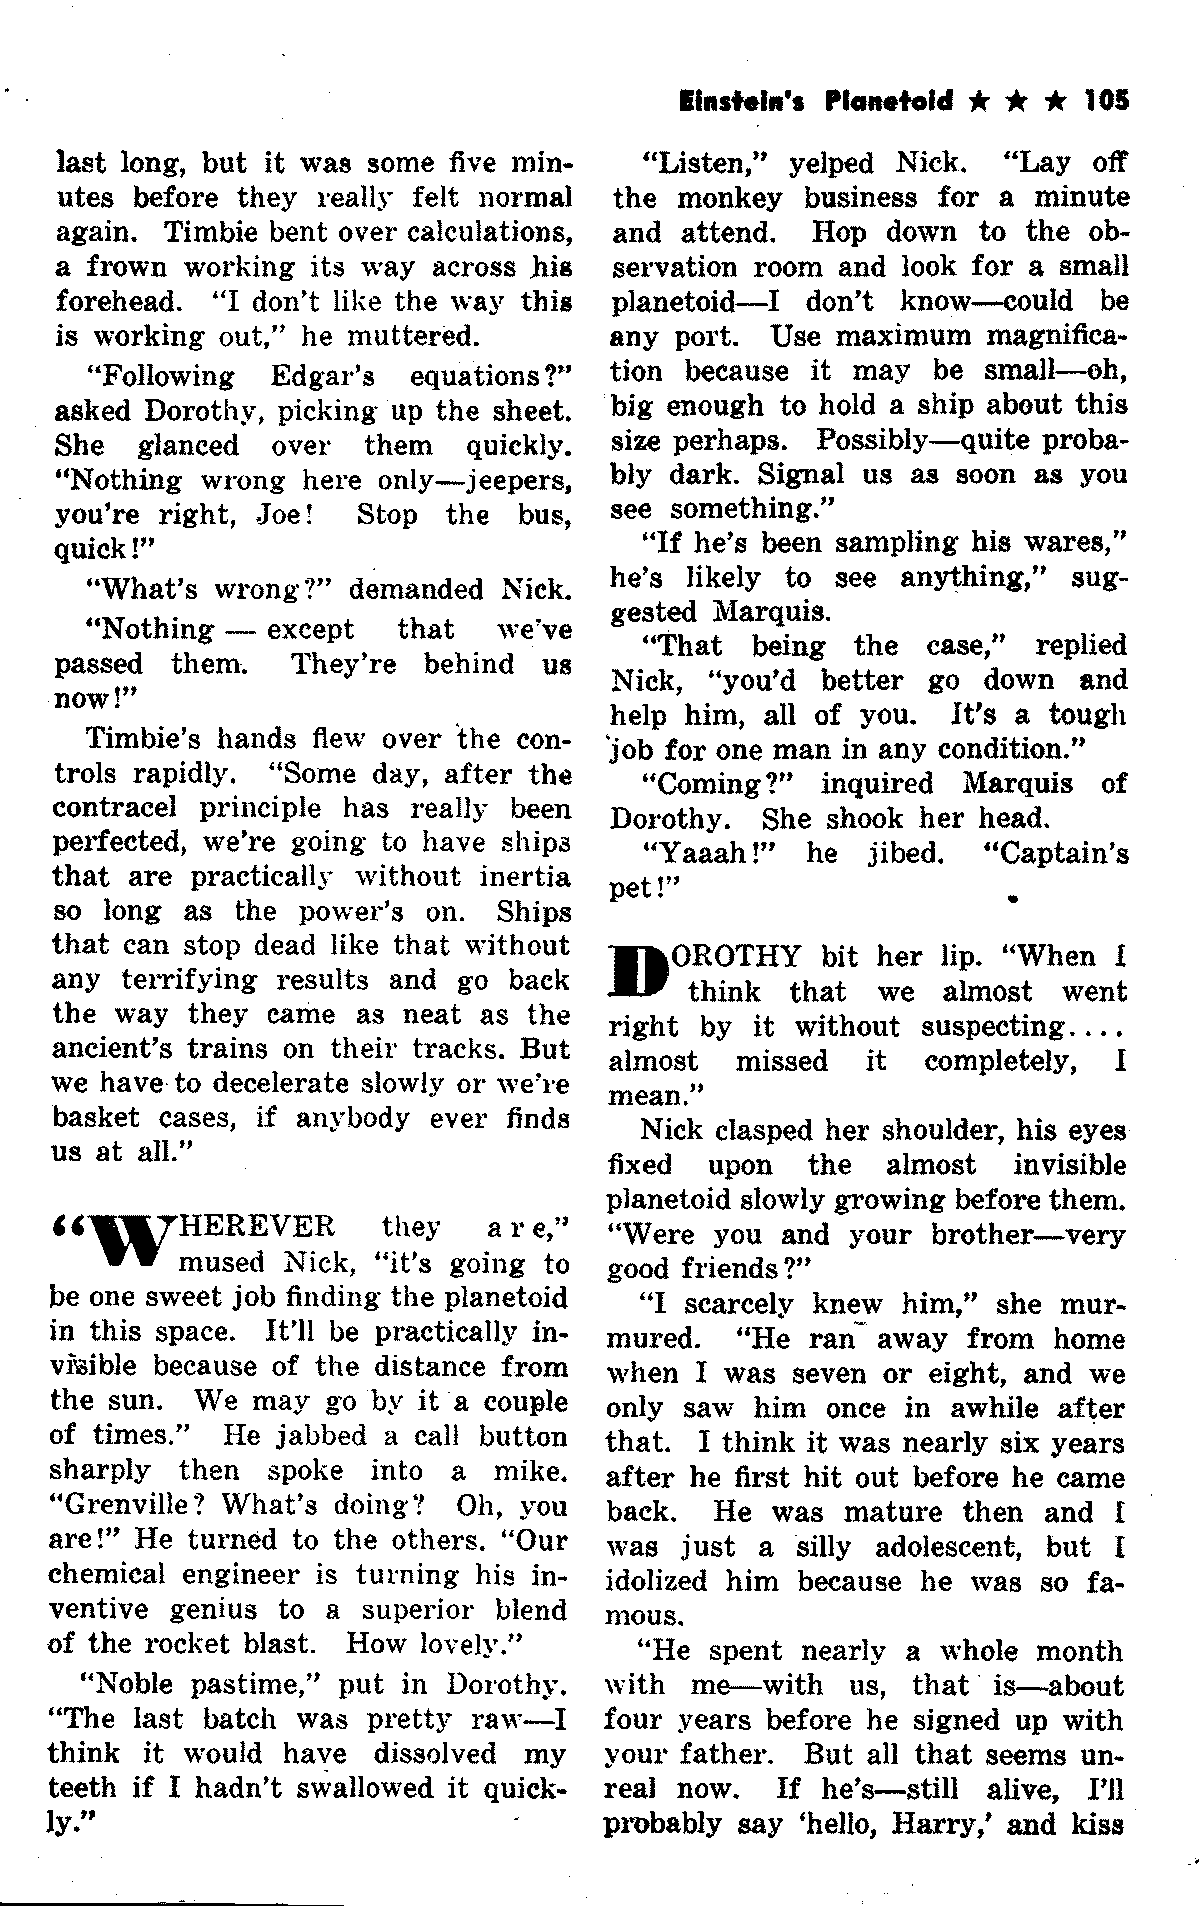 Einstein's Planetoid ★ ★ ★ 105
last long, but it was some five min-
utes before they really felt normal
again. Timbie bent over calculations,
a frown working its way across his
forehead. “I don't like the way this
is working out,” he muttered.
“Following Edgar's equations?”
asked Dorothy, picking up the sheet.
She glanced over them quickly.
“Nothing wrong here only—jeepers,
you're right, Joe! Stop the bus,
quick!”
“What's wrong?” demanded Nick.
“Nothing — except that we've
passed them. They're behind us
now!”
Timbie's hands flew over the con-
trols rapidly. “Some day, after the
contracel principle has really been
perfected, we're going to have ships
that are practically without inertia
so long as the power's on. Ships
that can stop dead like that without
any terrifying results and go back
the way they came as neat as the
ancient's trains on their tracks. But
we have to decelerate slowly or we're
basket cases, if anybody ever finds
us at all.”
“WHEREVER they are,”
mused Nick, “it's going to
be one sweet job finding the planetoid
in this space. It'll be practically in-
visible because of the distance from
the sun. We may go by it a couple
of times.” He jabbed a call button
sharply then spoke into a mike.
“Grenville? What's doing? Oh, you
are!” He turned to the others. “Our
chemical engineer is turning his in-
ventive genius to a superior blend
of the rocket blast. How lovely.”
“Noble pastime,” put in Dorothy.
“The last batch was pretty raw—I
think it would have dissolved my
teeth if I hadn't swallowed it quick-
ly.”
“Listen,” yelped Nick. “Lay off
the monkey business for a minute
and attend. Hop down to the ob-
servation room and look for a small
planetoid—I don't know—could be
any port. Use maximum magnifica-
tion because it may be small—oh,
big enough to hold a ship about this
size perhaps. Possibly—quite proba-
bly dark. Signal us as soon as you
see something.”
“If he's been sampling his wares,”
he's likely to see anything,” sug-
gested Marquis.
“That being the case,” replied
Nick, “you'd better go down and
help him, all of you. It's a tough
job for one man in any condition.”
“Coming?” inquired Marquis of
Dorothy. She shook her head.
“Yaaah!” he jibed. “Captain's
pet!”
DOROTHY bit her lip. “When I
think that we almost went
right by it without suspecting....
almost missed it completely, I
mean.”
Nick clasped her shoulder, his eyes
fixed upon the almost invisible
planetoid slowly growing before them.
“Were you and your brother—very
good friends?”
“I scarcely knew him,” she mur-
mured. “He ran away from home
when I was seven or eight, and we
only saw him once in awhile after
that. I think it was nearly six years
after he first hit out before he came
back. He was mature then and I
was just a silly adolescent, but I
idolized him because he was so fa-
mous.
“He spent nearly a whole month
with me—with us, that is—about
four years before he signed up with
your father. But all that seems un-
real now. If he's—still alive, I'll
probably say ‘hello, Harry,’ and kiss